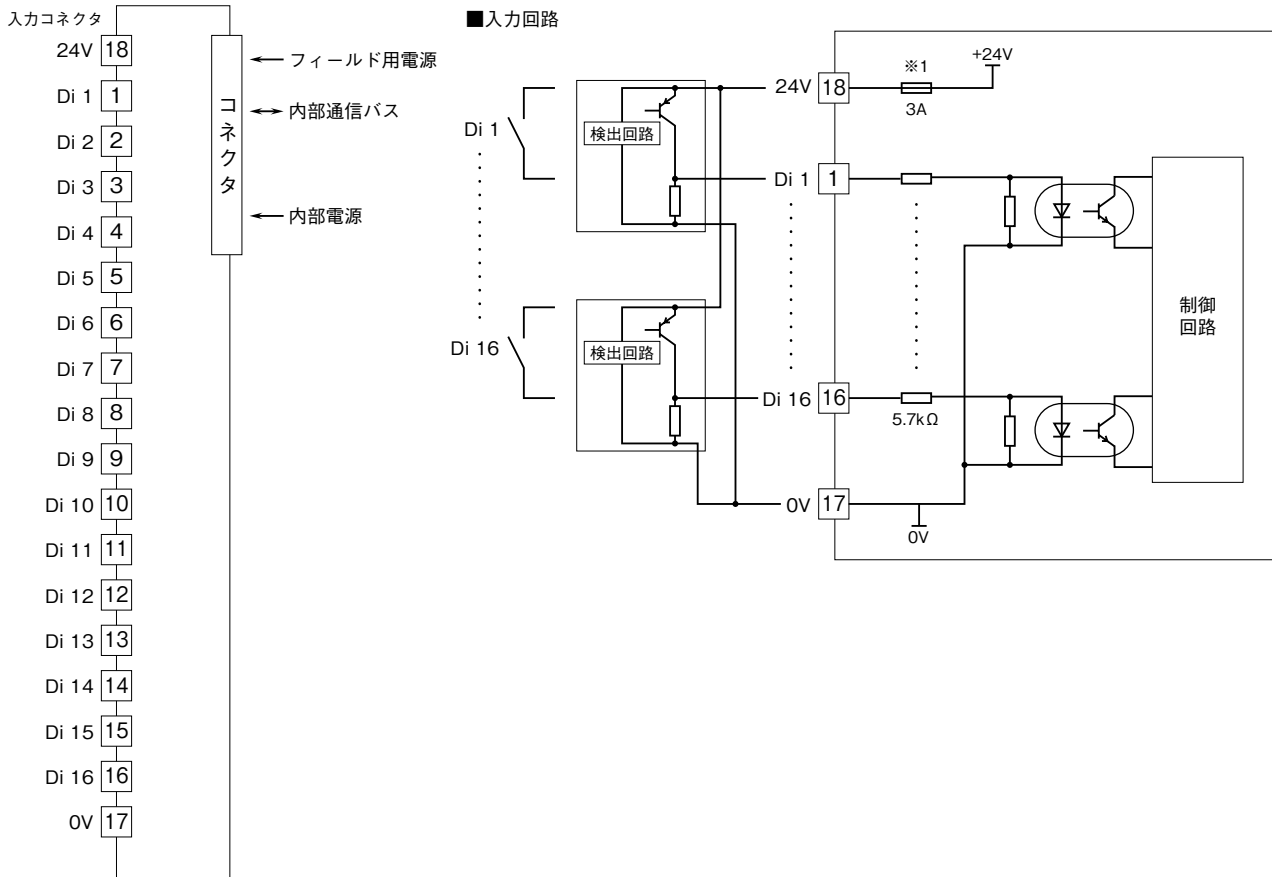 入力コネクタ
24V 18
Di 1 1
Di 2 2
Di 3 3
Di 4 4
Di 5 5
Di 6 6
Di 7 7
Di 8 8
Di 9 9
Di 10 10
Di 11 11
Di 12 12
Di 13 13
Di 14 14
Di 15 15
Di 16 16
0V 17
コネクタ
フィールド用電源
内部通信バス
内部電源
■入力回路
Di 1
検出回路
Di 16
検出回路
24V 18
※1
3A
+24V
Di 1 1
Di 16 16
5.7kΩ
0V 17
0V
制御
回路